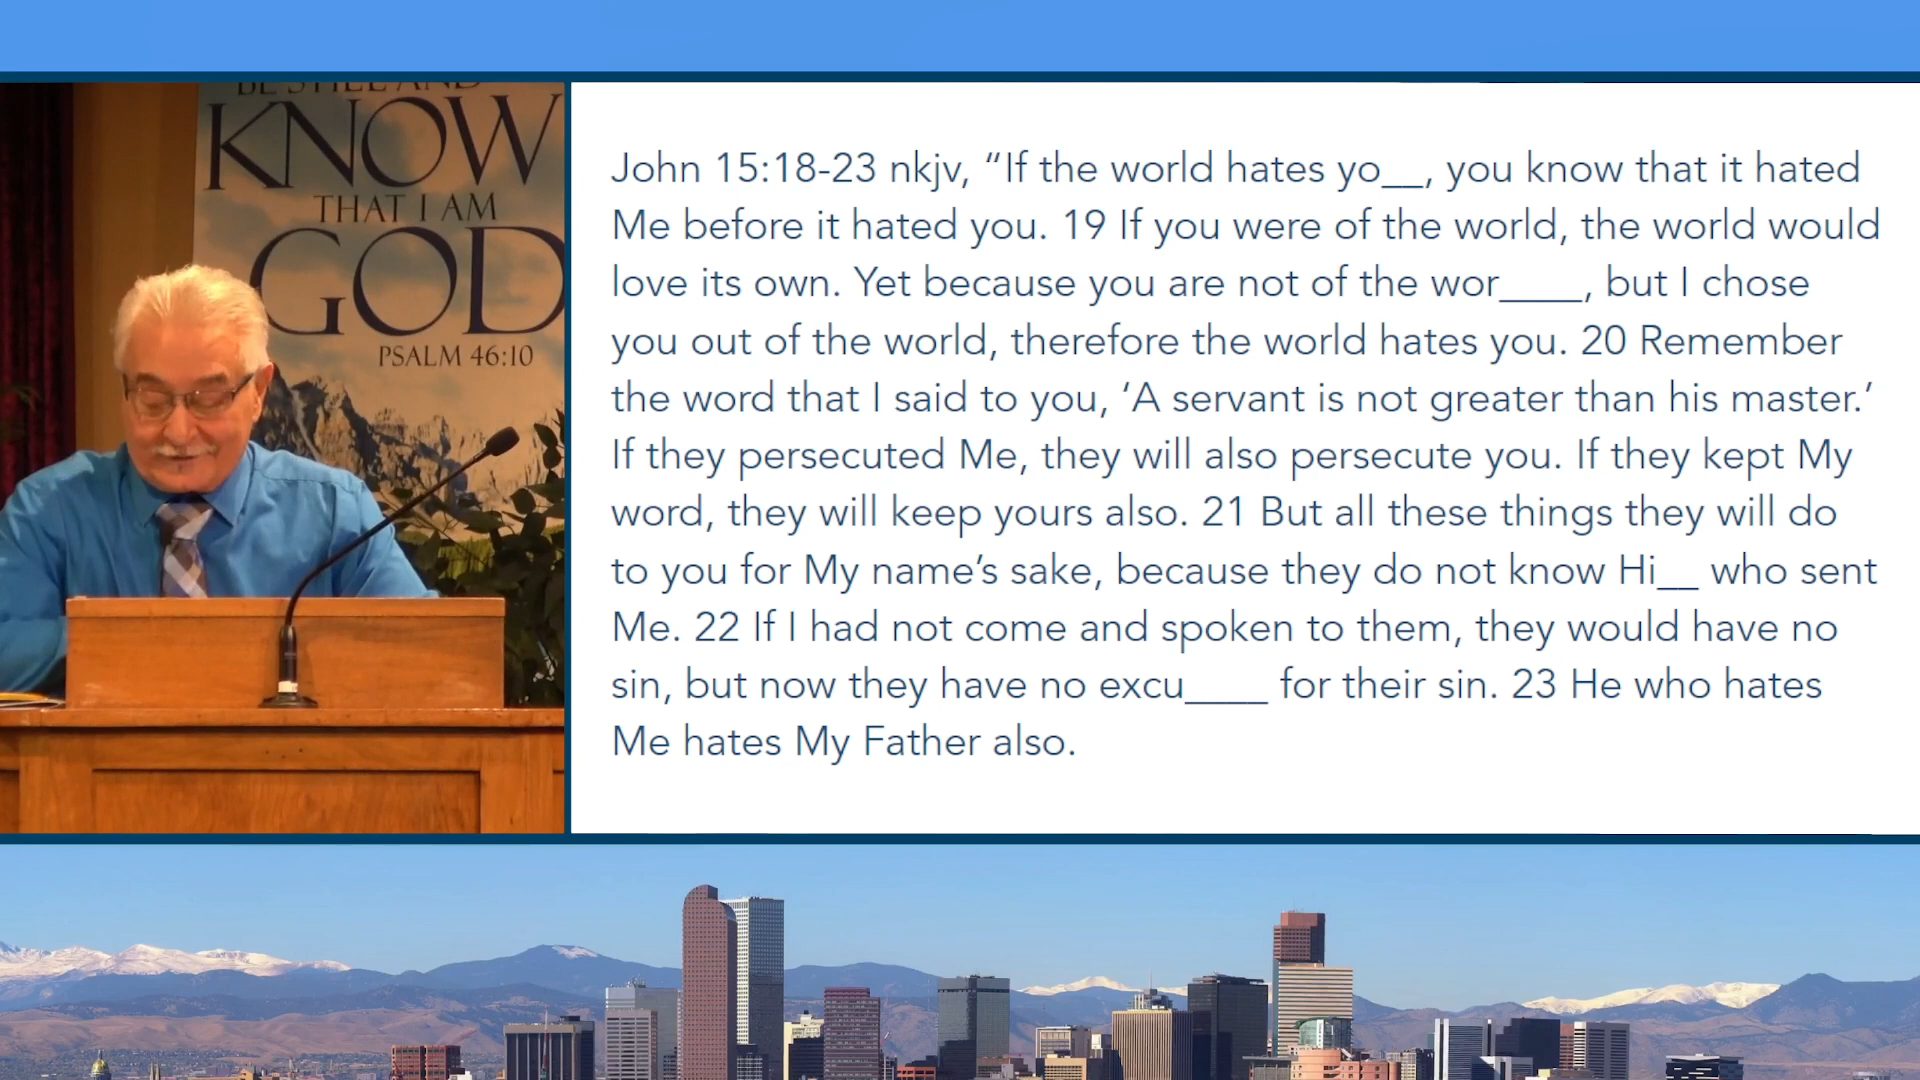 BE STILL AND
KNOW
THAT I AM
GOD
PSALM 46:10
John 15:18-23 nkjv, “If the world hates yo__, you know that it hated
Me before it hated you. 19 If you were of the world, the world would
love its own. Yet because you are not of the wor____, but I chose
you out of the world, therefore the world hates you. 20 Remember
the word that I said to you, ‘A servant is not greater than his master.’
If they persecuted Me, they will also persecute you. If they kept My
word, they will keep yours also. 21 But all these things they will do
to you for My name’s sake, because they do not know Hi__ who sent
Me. 22 If I had not come and spoken to them, they would have no
sin, but now they have no excu____ for their sin. 23 He who hates
Me hates My Father also.